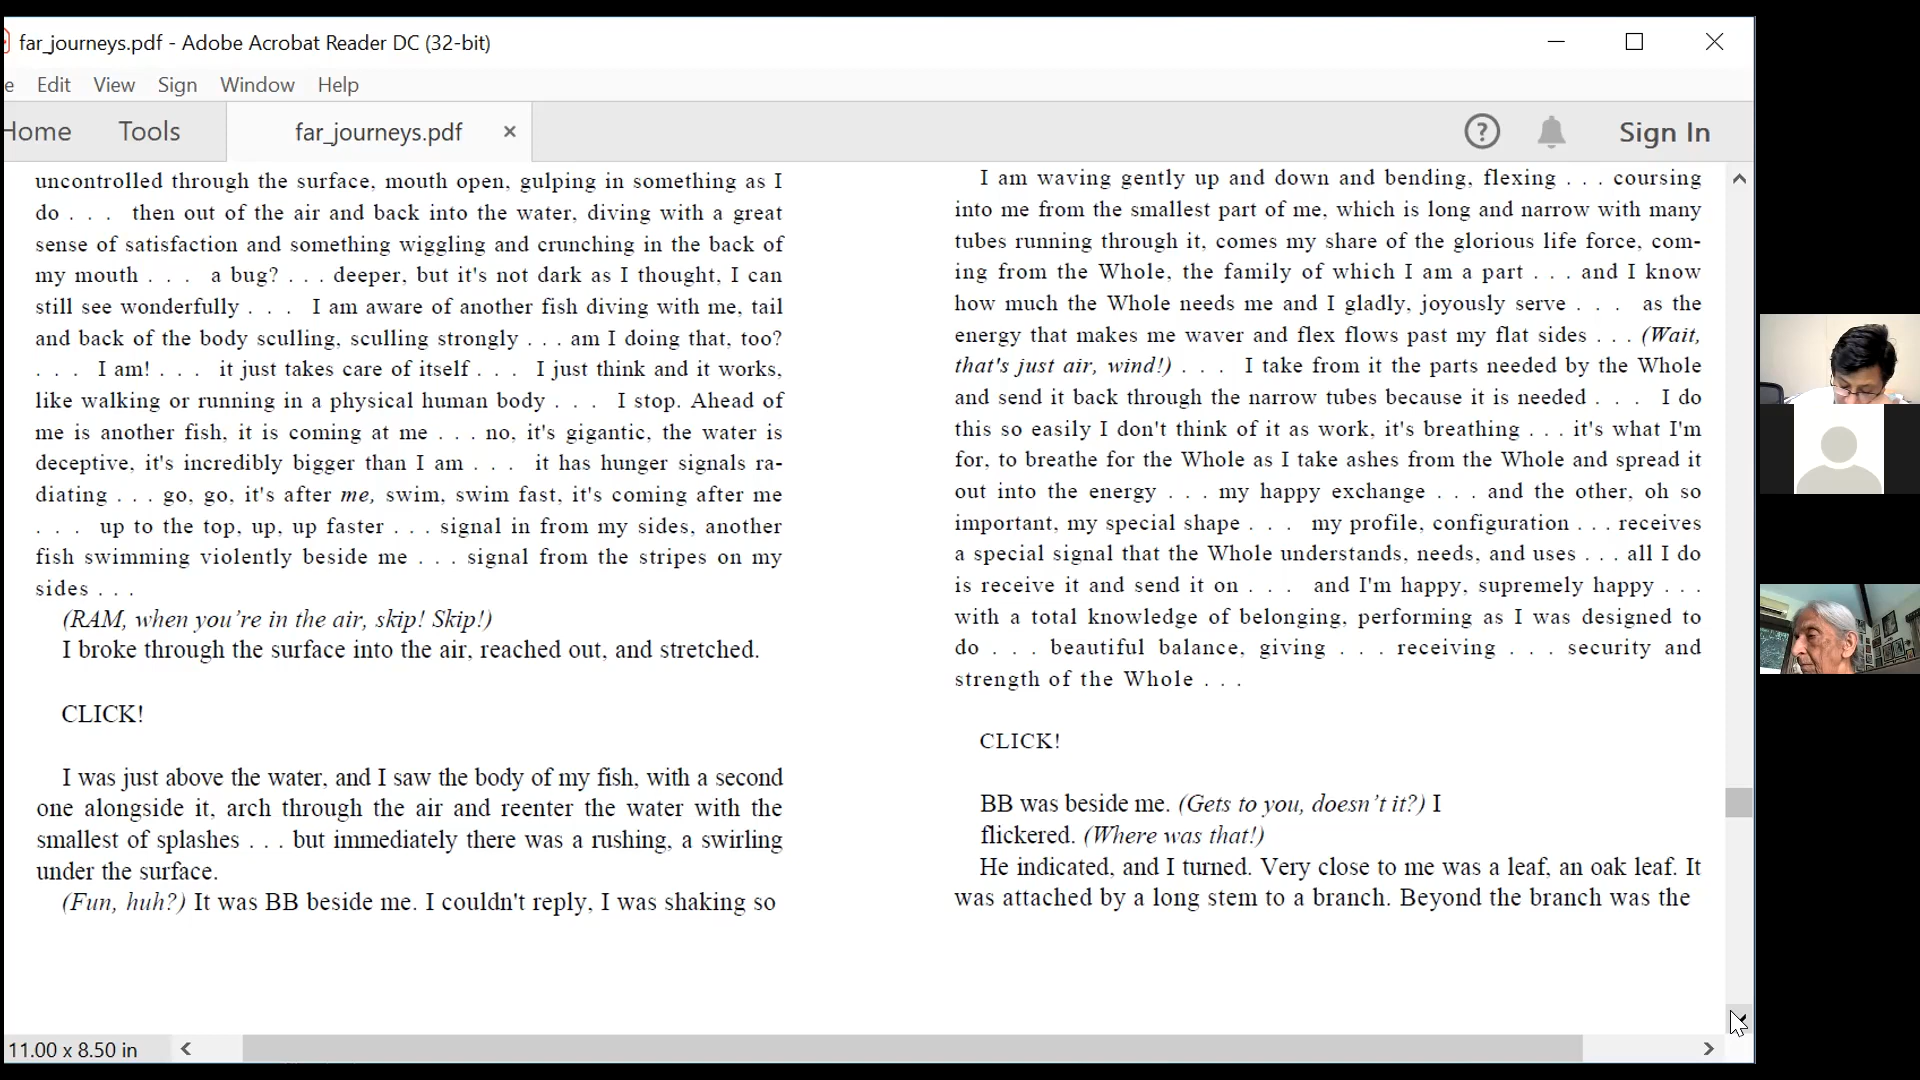 far_journeys.pdf - Adobe Acrobat Reader DC (32-bit)
e Edit View Sign Window Help
Home Tools far_journeys.pdf × ? Sign In
uncontrolled through the surface, mouth open, gulping in something as I
do . . . then out of the air and back into the water, diving with a great
sense of satisfaction and something wiggling and crunching in the back of
my mouth . . . a bug? . . . deeper, but it's not dark as I thought, I can
still see wonderfully . . . I am aware of another fish diving with me, tail
and back of the body sculling, sculling strongly . . . am I doing that, too?
. . . I am! . . . it just takes care of itself . . . I just think and it works,
like walking or running in a physical human body . . . I stop. Ahead of
me is another fish, it is coming at me . . . no, it's gigantic, the water is
deceptive, it's incredibly bigger than I am . . . it has hunger signals ra-
diating . . . go, go, it's after me, swim, swim fast, it's coming after me
. . . up to the top, up, up faster . . . signal in from my sides, another
fish swimming violently beside me . . . signal from the stripes on my
sides . . .
(RAM, when you're in the air, skip! Skip!)
I broke through the surface into the air, reached out, and stretched.
CLICK!
I was just above the water, and I saw the body of my fish, with a second
one alongside it, arch through the air and reenter the water with the
smallest of splashes . . . but immediately there was a rushing, a swirling
under the surface.
(Fun, huh?) It was BB beside me. I couldn't reply, I was shaking so
I am waving gently up and down and bending, flexing . . . coursing
into me from the smallest part of me, which is long and narrow with many
tubes running through it, comes my share of the glorious life force, com-
ing from the Whole, the family of which I am a part . . . and I know
how much the Whole needs me and I gladly, joyously serve . . . as the
energy that makes me waver and flex flows past my flat sides . . . (Wait,
that's just air, wind!) . . . I take from it the parts needed by the Whole
and send it back through the narrow tubes because it is needed . . . I do
this so easily I don't think of it as work, it's breathing . . . it's what I'm
for, to breathe for the Whole as I take ashes from the Whole and spread it
out into the energy . . . my happy exchange . . . and the other, oh so
important, my special shape . . . my profile, configuration . . . receives
a special signal that the Whole understands, needs, and uses . . . all I do
is receive it and send it on . . . and I'm happy, supremely happy . . .
with a total knowledge of belonging, performing as I was designed to
do . . . beautiful balance, giving . . . receiving . . . security and
strength of the Whole . . .
CLICK!
BB was beside me. (Gets to you, doesn't it?) I
flickered. (Where was that!)
He indicated, and I turned. Very close to me was a leaf, an oak leaf. It
was attached by a long stem to a branch. Beyond the branch was the
11.00 x 8.50 in